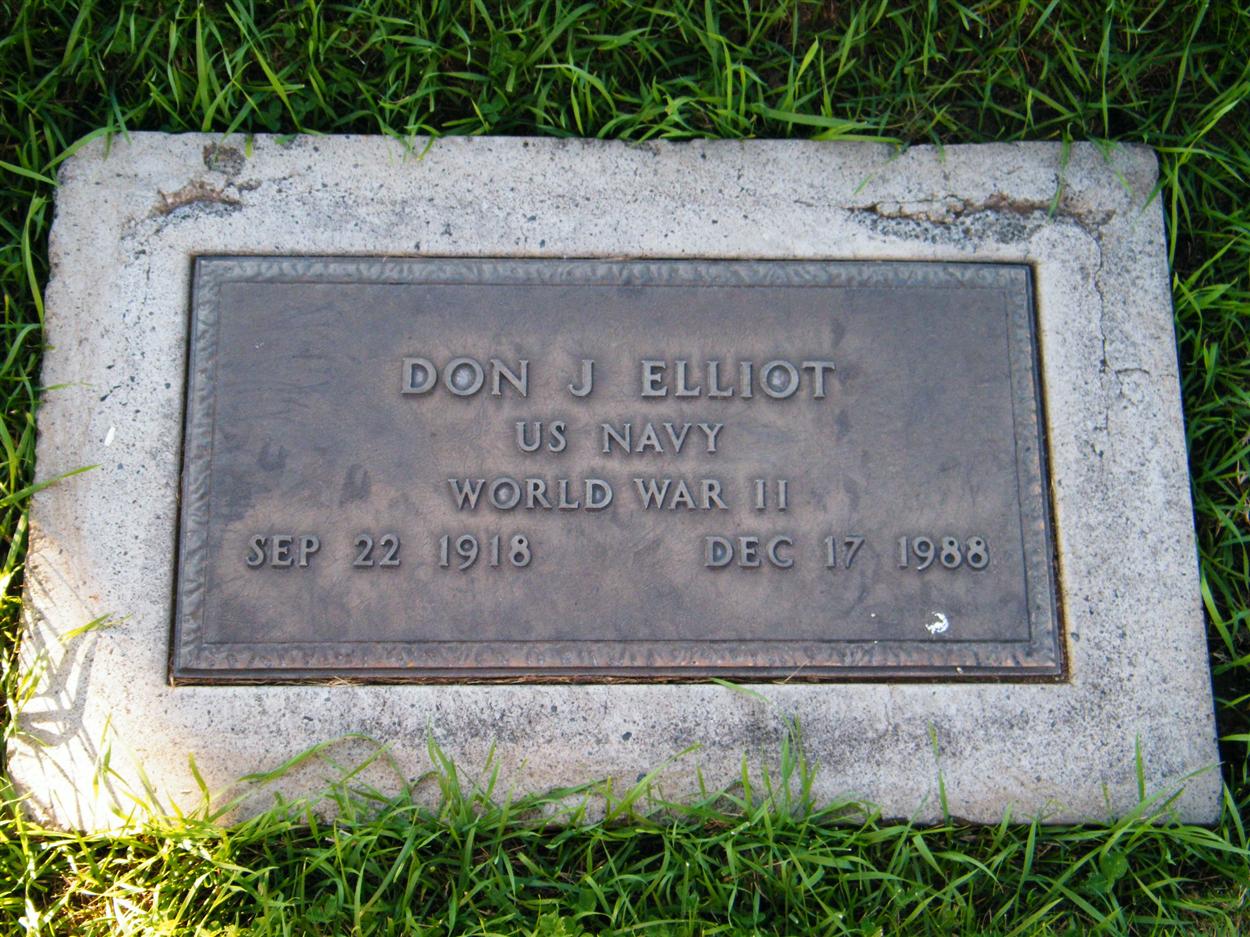 DON J ELLIOT
US NAVY
WORLD WAR II
SEP 22 1918 DEC 17 1988